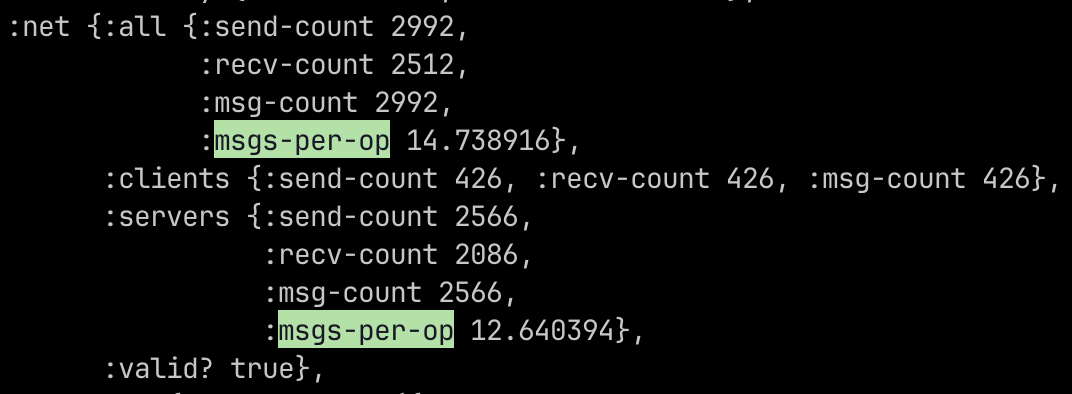 :net {:all {:send-count 2992,
:recv-count 2512,
:msg-count 2992,
:msgs-per-op 14.738916},
:clients {:send-count 426, :recv-count 426, :msg-count 426},
:servers {:send-count 2566,
:recv-count 2086,
:msg-count 2566,
:msgs-per-op 12.640394},
:valid? true},